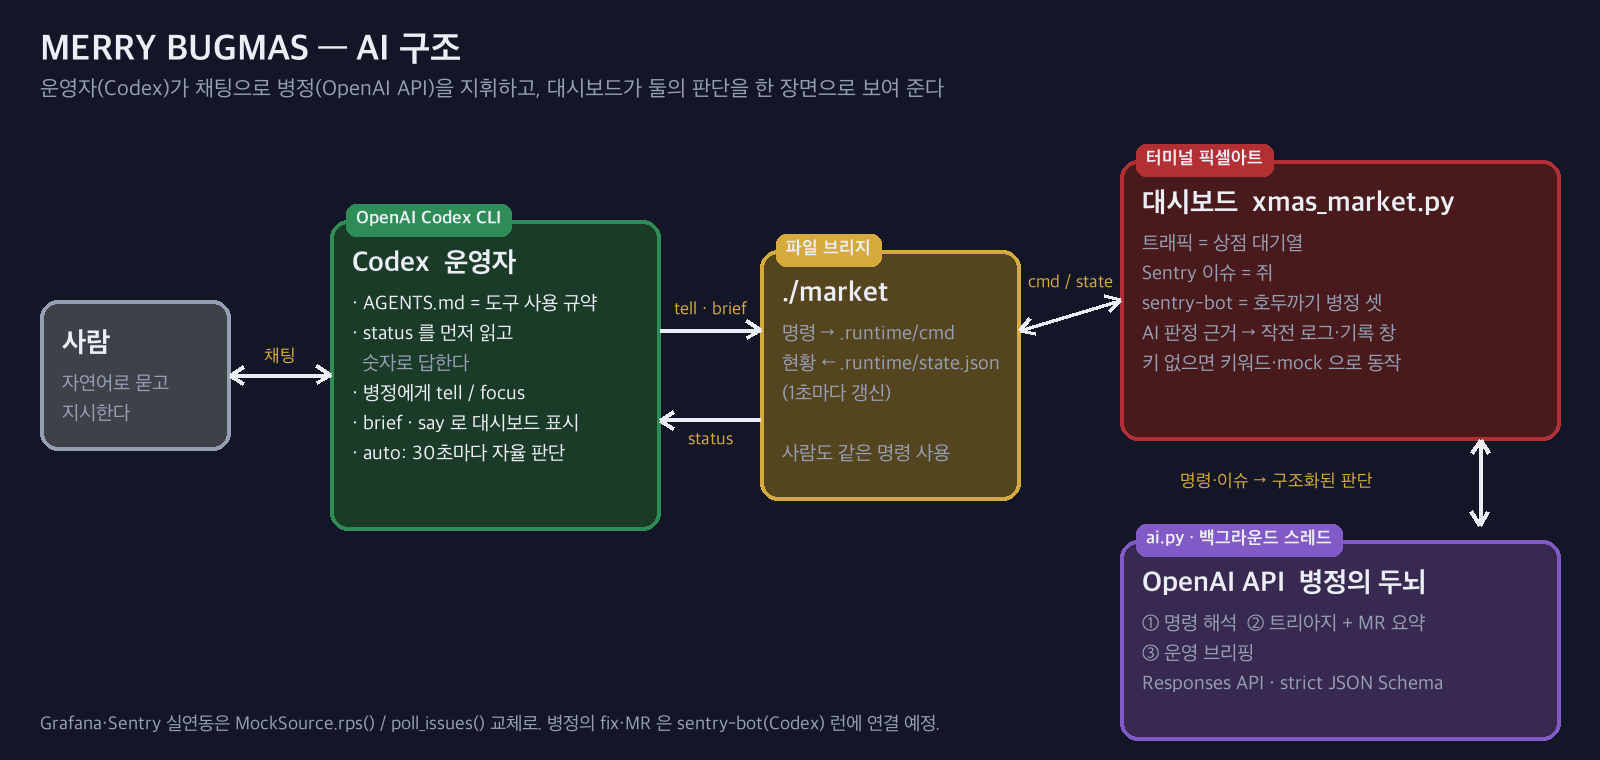 MERRY BUGMAS — AI 구조
운영자(Codex)가 채팅으로 병정(OpenAI API)을 지휘하고, 대시보드가 둘의 판단을 한 장면으로 보여 준다
사람
자연어로 묻고
지시한다
채팅
OpenAI Codex CLI
Codex 운영자
· AGENTS.md = 도구 사용 규약
· status 를 먼저 읽고
숫자로 답한다
· 병정에게 tell / focus
· brief · say 로 대시보드 표시
· auto: 30초마다 자율 판단
tell · brief
status
파일 브리지
./market
명령 → .runtime/cmd
현황 ← .runtime/state.json
(1초마다 갱신)
사람도 같은 명령 사용
cmd / state
터미널 픽셀아트
대시보드 xmas_market.py
트래픽 = 상점 대기열
Sentry 이슈 = 쥐
sentry-bot = 호두까기 병정 셋
AI 판정 근거 → 작전 로그·기록 창
키 없으면 키워드·mock 으로 동작
명령·이슈 → 구조화된 판단
ai.py · 백그라운드 스레드
OpenAI API 병정의 두뇌
① 명령 해석 ② 트리아지 + MR 요약
③ 운영 브리핑
Responses API · strict JSON Schema
Grafana·Sentry 실연동은 MockSource.rps() / poll_issues() 교체로. 병정의 fix·MR 은 sentry-bot(Codex) 런에 연결 예정.